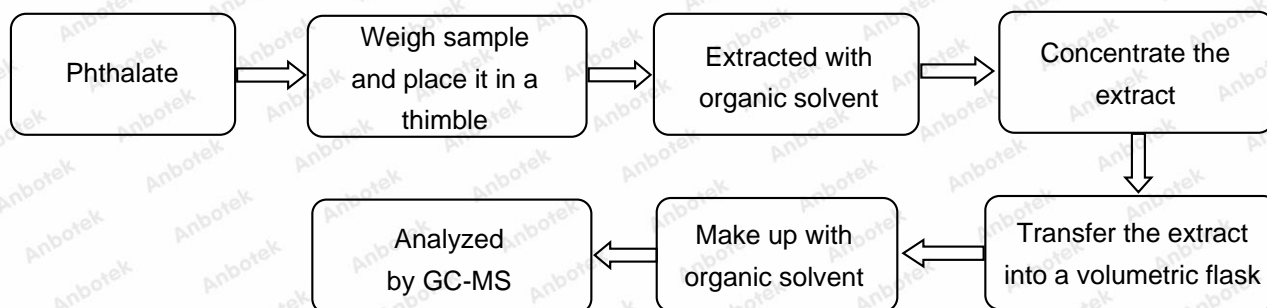 Phthalate
Weigh sample
and place it in a
thimble
Extracted with
organic solvent
Concentrate the
extract
Transfer the extract
into a volumetric flask
Make up with
organic solvent
Analyzed
by GC-MS
Anbotek